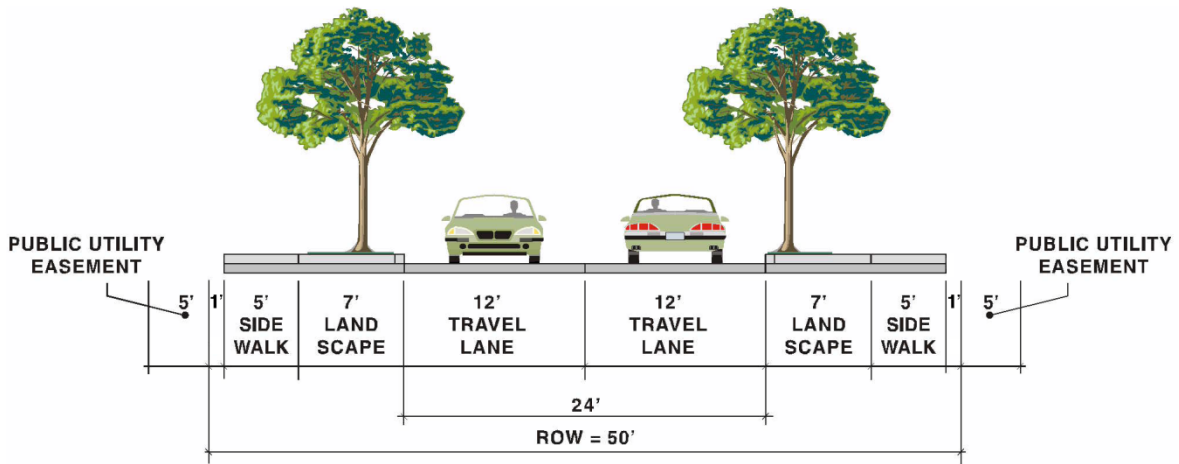 PUBLIC UTILITY
EASEMENT
PUBLIC UTILITY
EASEMENT
5’ 1’ 5’ 7’ 12’ 12’ 7’ 5’ 1’ 5’
SIDE LAND TRAVEL TRAVEL LAND SIDE
WALK SCAPE LANE LANE SCAPE WALK
24’
ROW = 50’